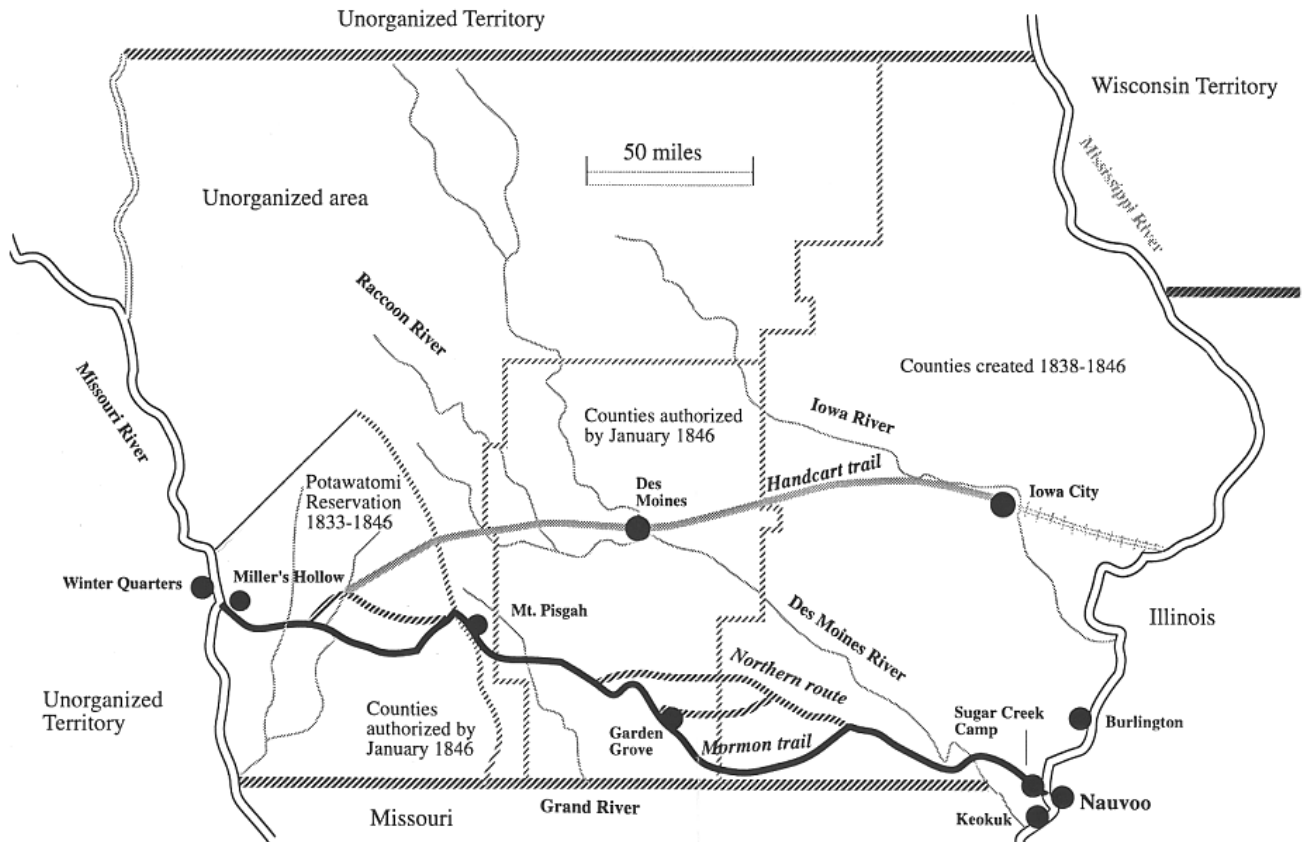 Unorganized Territory
Wisconsin Territory
Mississippi River
50 miles
Unorganized area
Raccoon River
Missouri River
Counties created 1838-1846
Counties authorized
by January 1846
Iowa River
Handcart trail
Potawatomi
Reservation
1833-1846
Des
Moines
Iowa City
Winter Quarters
Miller's Hollow
Mt. Pisgah
Des Moines River
Illinois
Unorganized
Territory
Northern route
Counties
authorized by
January 1846
Garden
Grove
Mormon trail
Sugar Creek
Camp
Burlington
Nauvoo
Keokuk
Grand River
Missouri